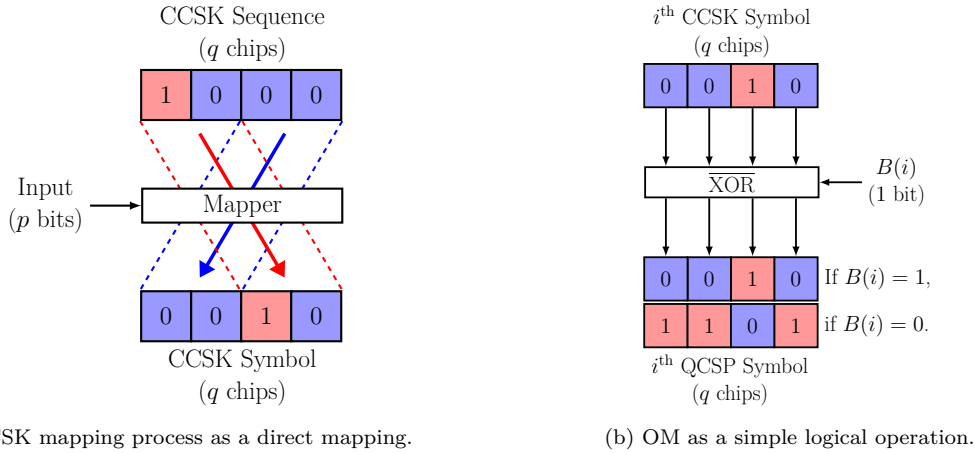 CCSK Sequence
(q chips)
1 0 0 0
Input
(p bits)
Mapper
0 0 1 0
CCSK Symbol
(q chips)
SK mapping process as a direct mapping.
i^th CCSK Symbol
(q chips)
0 0 1 0
XOR
B(i)
(1 bit)
0 0 1 0 If B(i) = 1,
1 1 0 1 if B(i) = 0.
i^th QCSP Symbol
(q chips)
(b) OM as a simple logical operation.